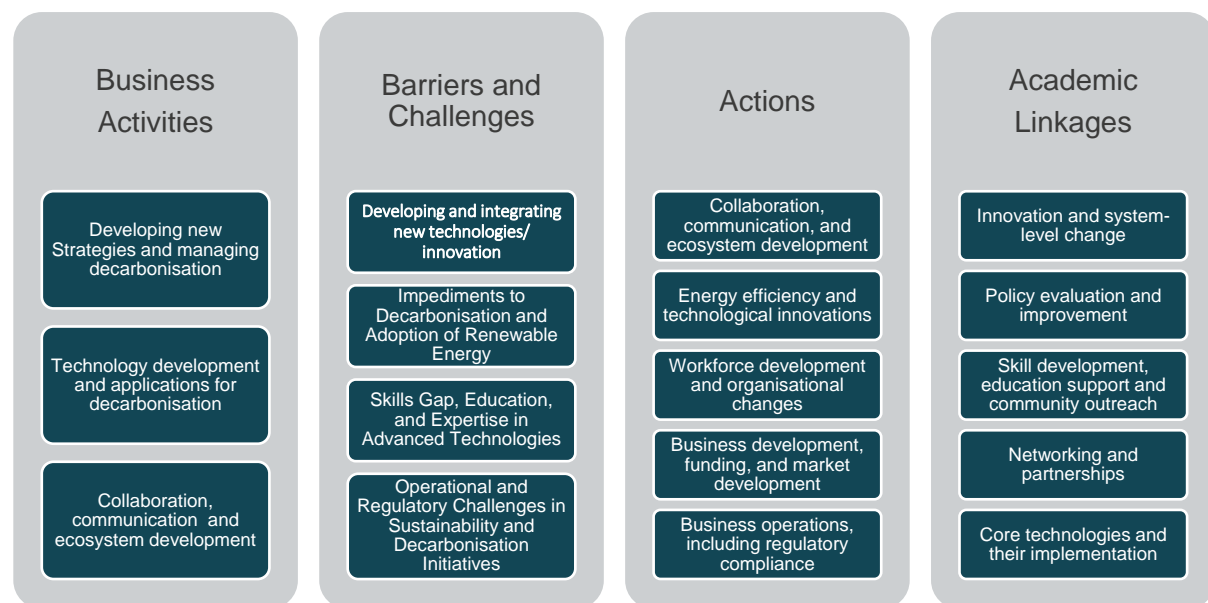 Business
Activities
Developing new
Strategies and managing
decarbonisation
Technology development
and applications for
decarbonisation
Collaboration,
communication  and
ecosystem development
Barriers and
Challenges
Developing and integrating
new technologies/
innovation
Impediments to
Decarbonisation and
Adoption of Renewable
Energy
Skills Gap, Education,
and Expertise in
Advanced Technologies
Operational and
Regulatory Challenges in
Sustainability and
Decarbonisation
Initiatives
Actions
Collaboration,
communication, and
ecosystem development
Energy efficiency and
technological innovations
Workforce development
and organisational
changes
Business development,
funding, and market
development
Business operations,
including regulatory
compliance
Academic
Linkages
Innovation and system-
level change
Policy evaluation and
improvement
Skill development,
education support and
community outreach
Networking and
partnerships
Core technologies and
their implementation